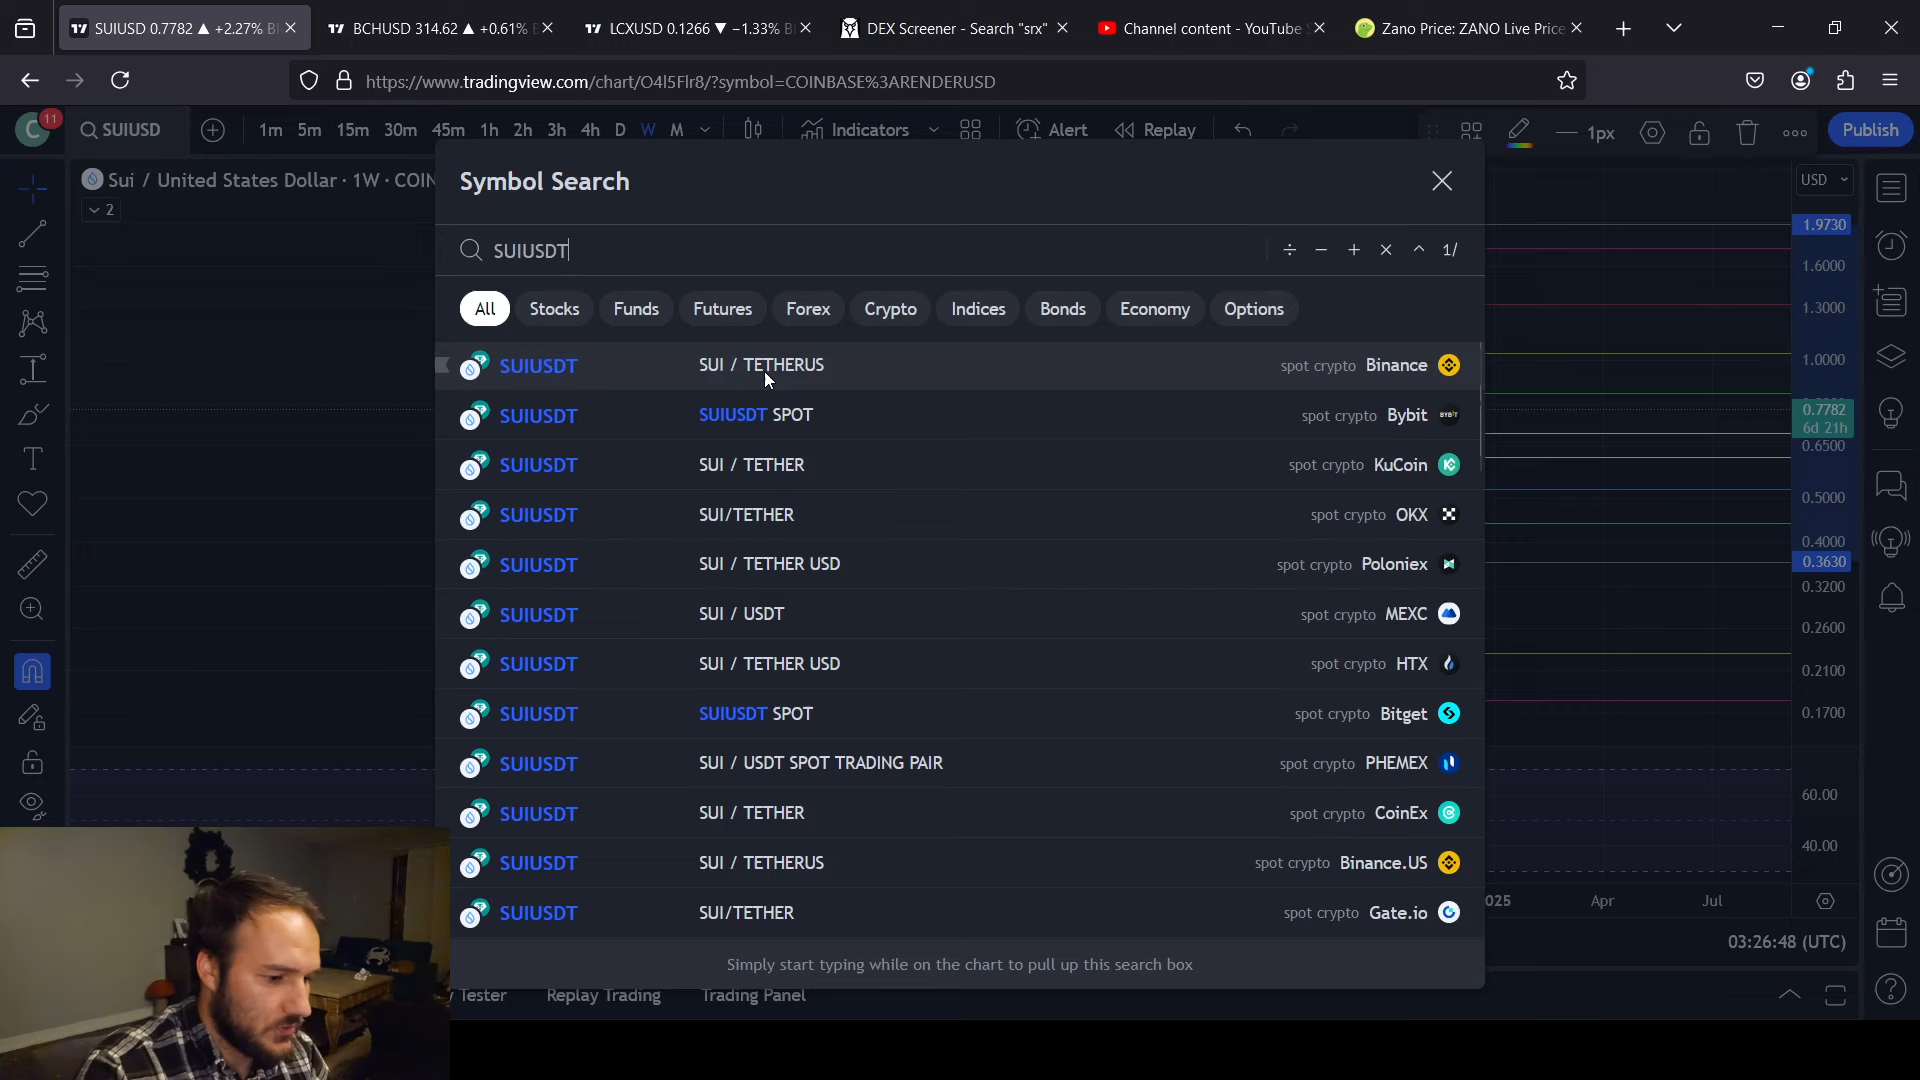 SUIUSD 0.7782 ▲ +2.27%
BCHUSD 314.62 ▲ +0.61%
LCXUSD 0.1266 ▼ −1.33%
DEX Screener - Search "srx"
Channel content - YouTube
Zano Price: ZANO Live Price
https://www.tradingview.com/chart/O4l5Flr8/?symbol=COINBASE%3ARENDERUSD
C 11
SUIUSD
1m 5m 15m 30m 45m 1h 2h 3h 4h D W M
Indicators
Alert
Replay
1px
Publish
Sui / United States Dollar · 1W · COIN
2
Symbol Search
SUIUSDT
÷ − + × ^ 1/
All Stocks Funds Futures Forex Crypto Indices Bonds Economy Options
SUIUSDT SUI / TETHERUS spot crypto Binance
SUIUSDT SUIUSDT SPOT spot crypto Bybit
SUIUSDT SUI / TETHER spot crypto KuCoin
SUIUSDT SUI/TETHER spot crypto OKX
SUIUSDT SUI / TETHER USD spot crypto Poloniex
SUIUSDT SUI / USDT spot crypto MEXC
SUIUSDT SUI / TETHER USD spot crypto HTX
SUIUSDT SUIUSDT SPOT spot crypto Bitget
SUIUSDT SUI / USDT SPOT TRADING PAIR spot crypto PHEMEX
SUIUSDT SUI / TETHER spot crypto CoinEx
SUIUSDT SUI / TETHERUS spot crypto Binance.US
SUIUSDT SUI/TETHER spot crypto Gate.io
Simply start typing while on the chart to pull up this search box
USD
1.9730
1.6000
1.3000
1.0000
0.7782
6d 21h
0.6500
0.5000
0.4000
0.3630
0.3200
0.2600
0.2100
0.1700
60.00
40.00
025 Apr Jul
03:26:48 (UTC)
Tester Replay Trading Trading Panel